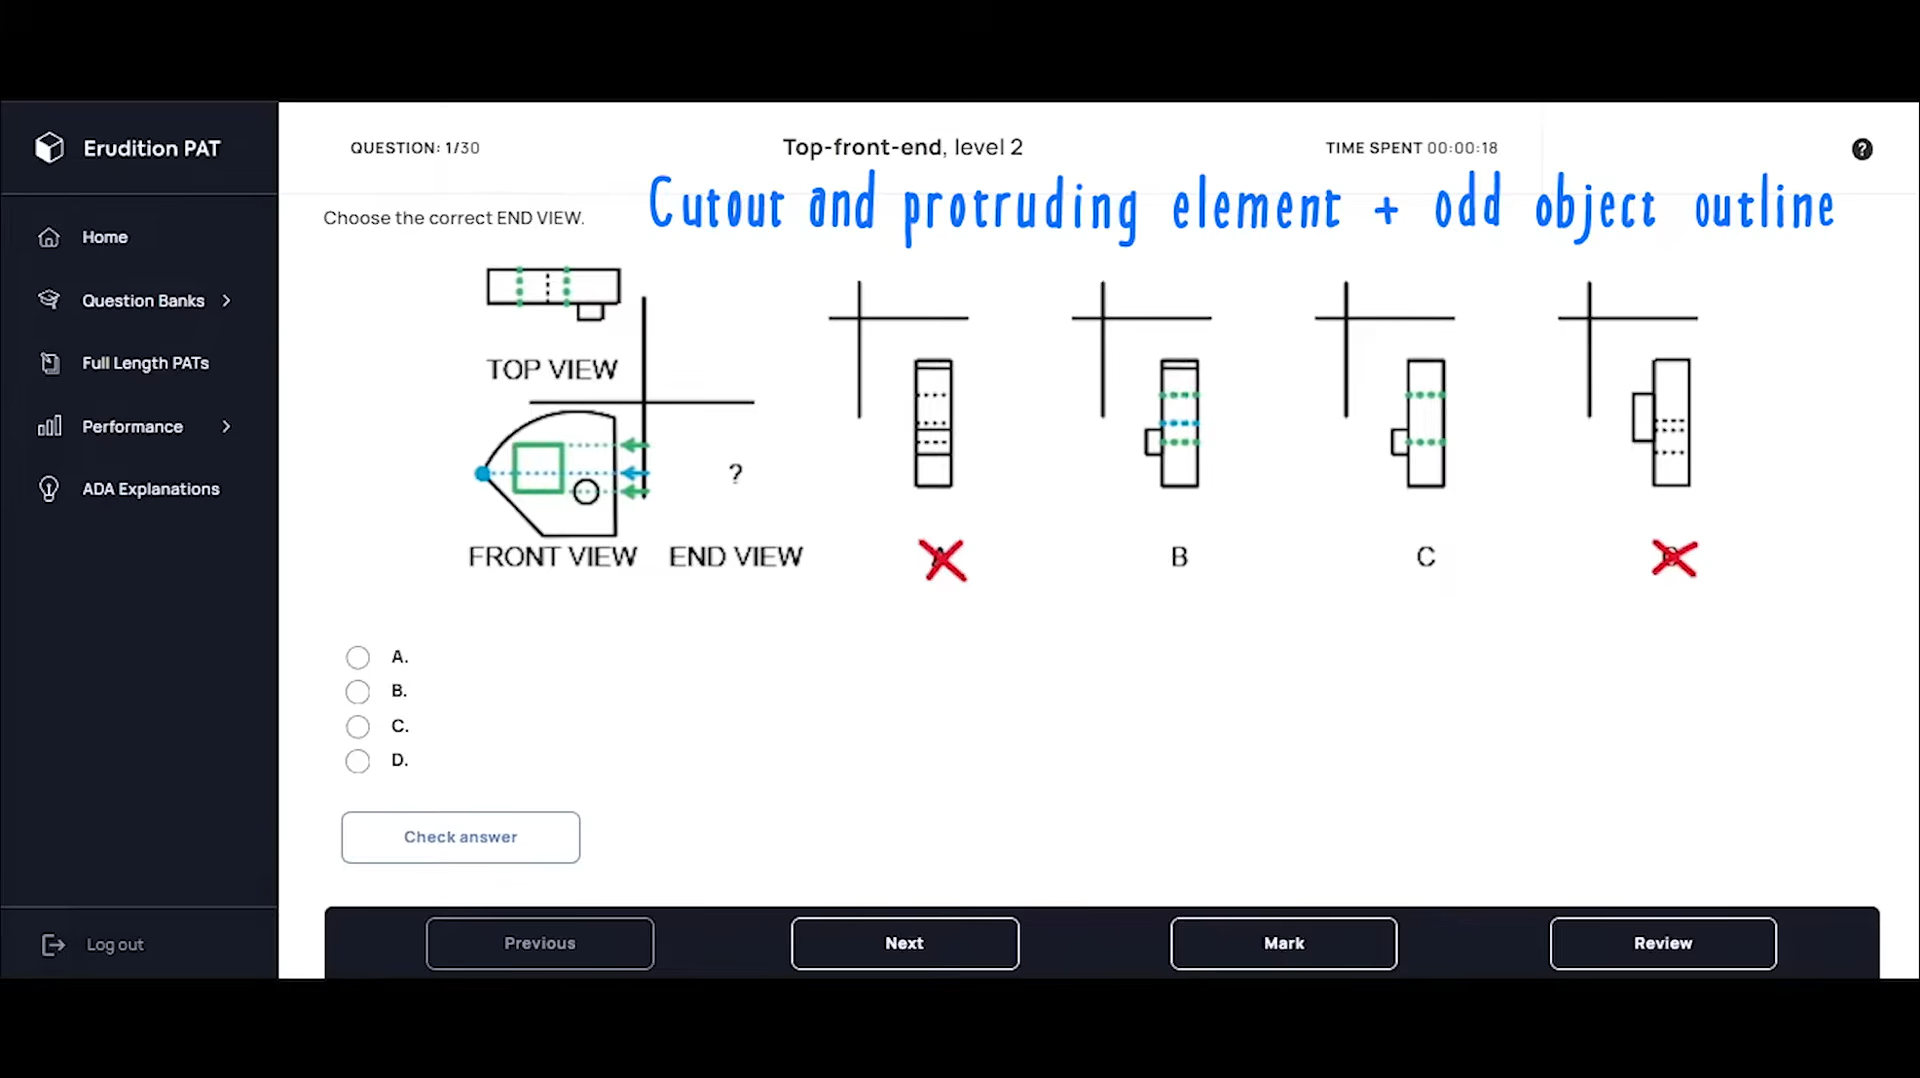 Erudition PAT
QUESTION: 1/30
Top-front-end, level 2
TIME SPENT 00:00:18
?
Choose the correct END VIEW.
Cutout and protruding element + odd object outline
Home
Question Banks
Full Length PATs
Performance
ADA Explanations
Log out
TOP VIEW
?
FRONT VIEW
END VIEW
B
C
A.
B.
C.
D.
Check answer
Previous
Next
Mark
Review